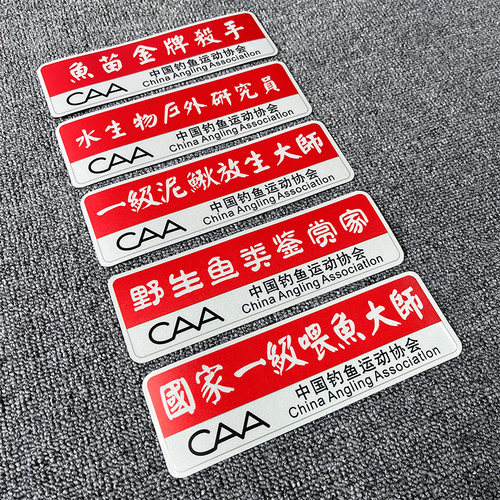 魚苗金牌殺手
CAA 中国钓鱼运动协会
China Angling Association
水生物户外研究員
CAA 中国钓鱼运动协会
China Angling Association
一級泥鰍放生大師
CAA 中国钓鱼运动协会
China Angling Association
野生鱼类鉴赏家
CAA 中国钓鱼运动协会
China Angling Association
國家一級喂魚大師
CAA 中国钓鱼运动协会
China Angling Association